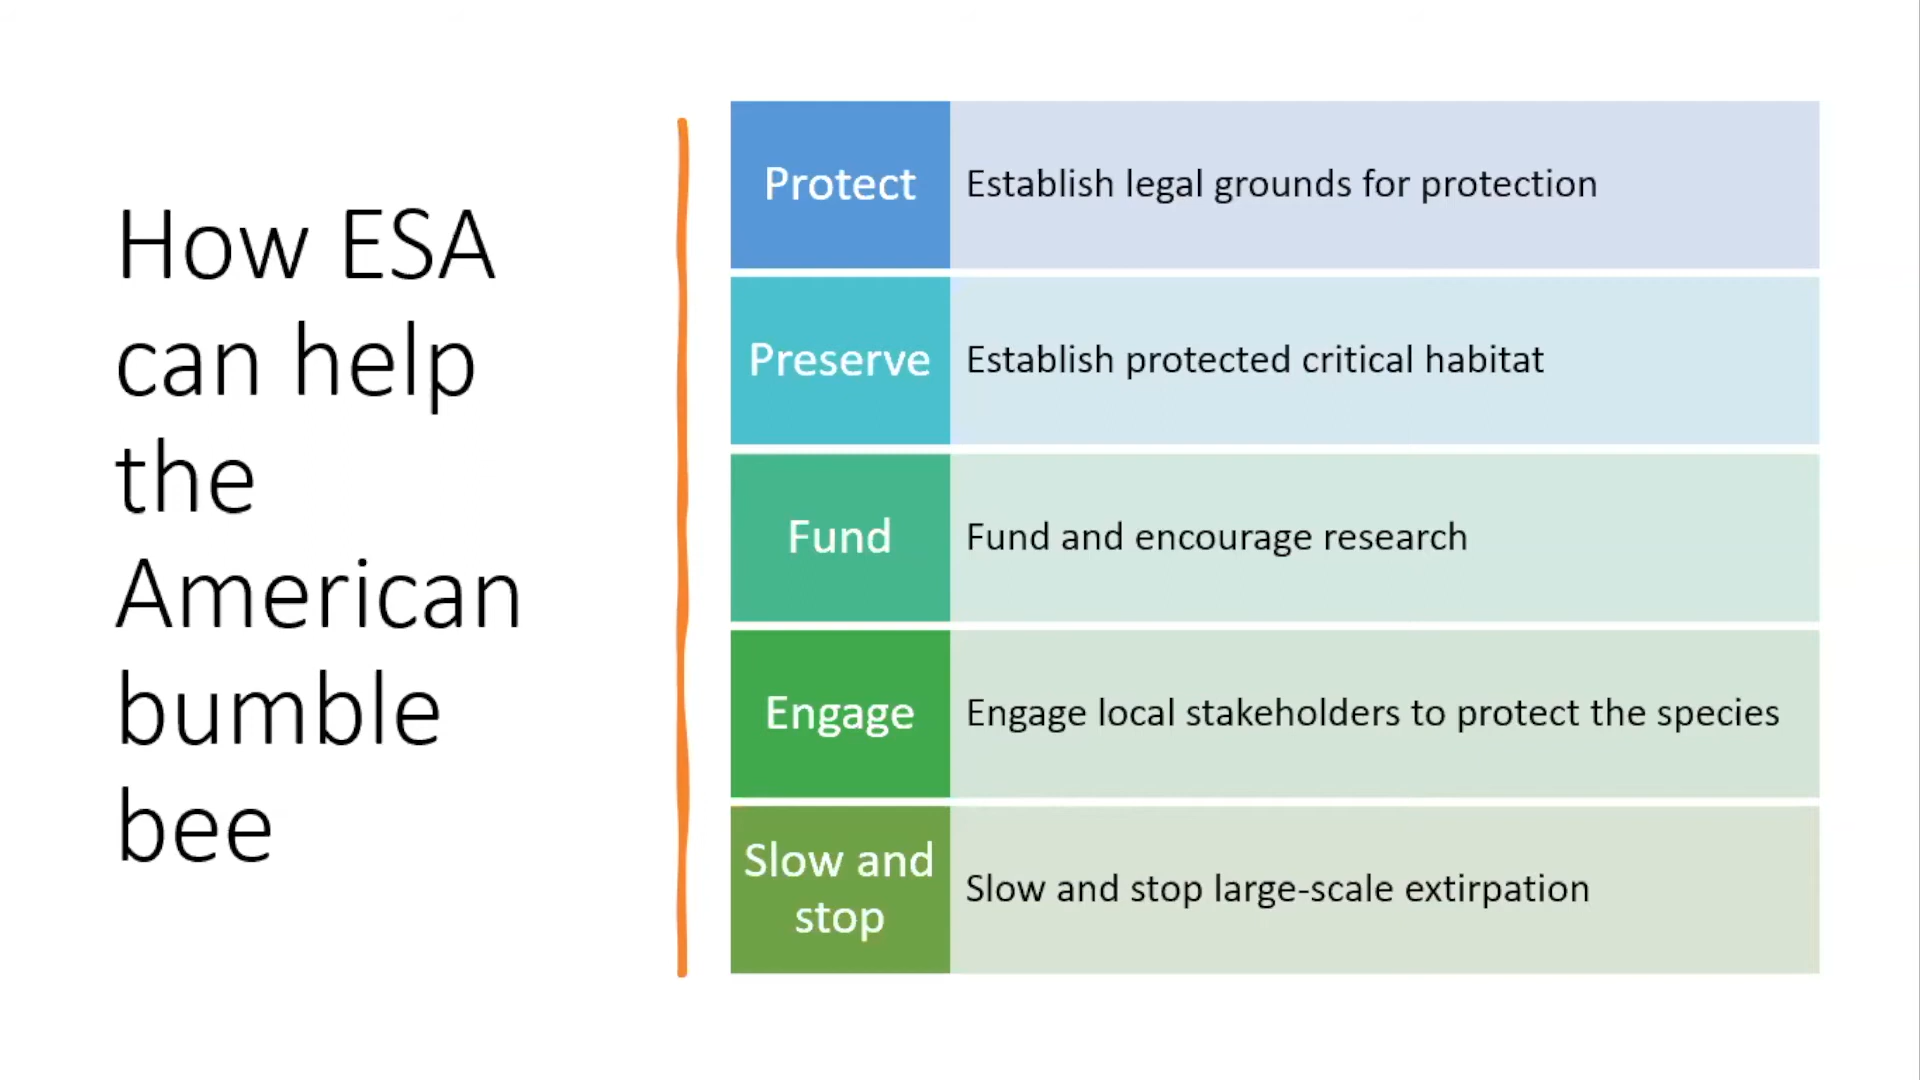 How ESA
can help
the
American
bumble
bee
Protect
Establish legal grounds for protection
Preserve
Establish protected critical habitat
Fund
Fund and encourage research
Engage
Engage local stakeholders to protect the species
Slow and
stop
Slow and stop large-scale extirpation